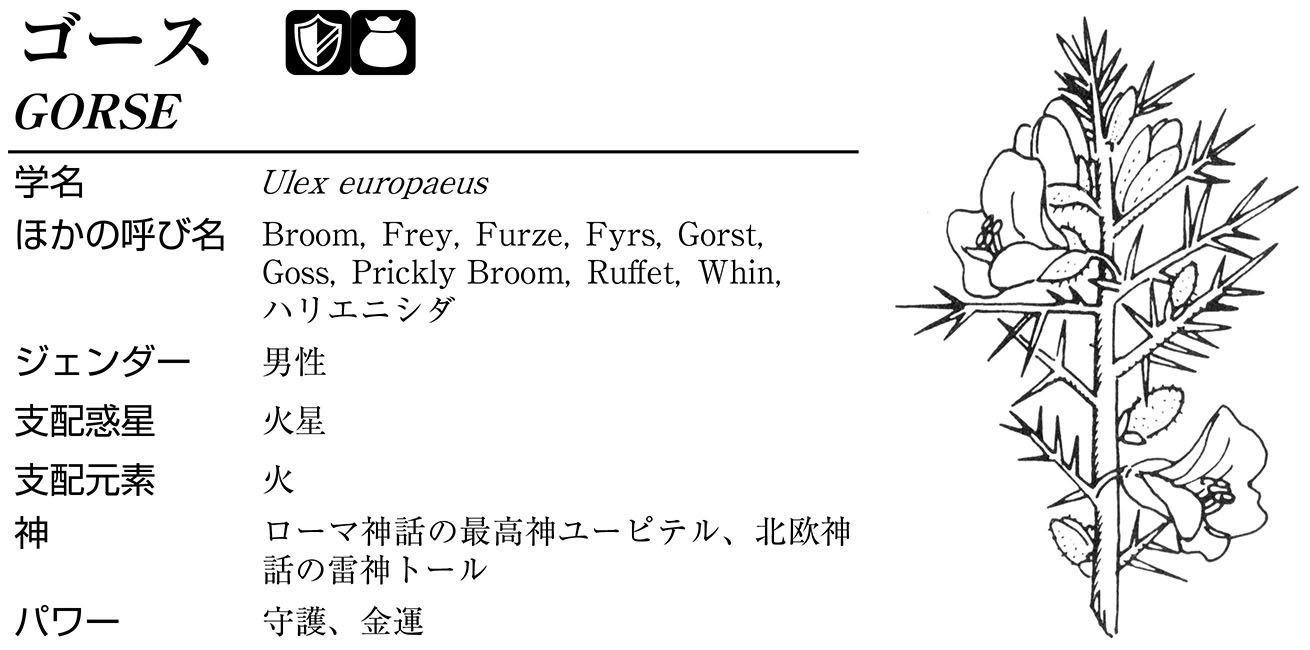 ゴース
GORSE
学名 Ulex europaeus
ほかの呼び名 Broom, Frey, Furze, Fyrs, Gorst,
Goss, Prickly Broom, Ruffet, Whin,
ハリエニシダ
ジェンダー 男性
支配惑星 火星
支配元素 火
神 ローマ神話の最高神ユーピテル、北欧神
話の雷神トール
パワー 守護、金運